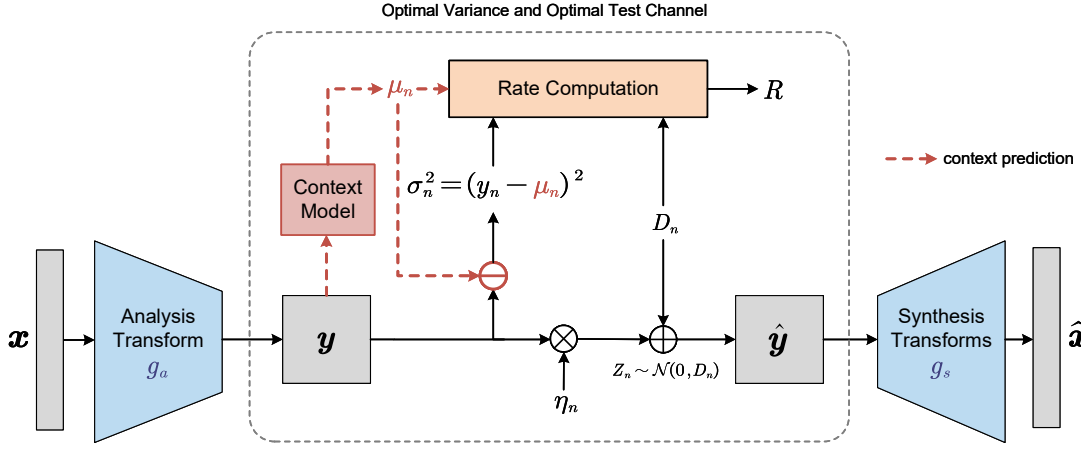 Optimal Variance and Optimal Test Channel
μₙ
Rate Computation
R
context prediction
Context
Model
σₙ² = (yₙ − μₙ)²
Dₙ
x
Analysis
Transform
gₐ
y
Zₙ ~ 𝒩(0, Dₙ)
ηₙ
ŷ
Synthesis
Transforms
gₛ
x̂